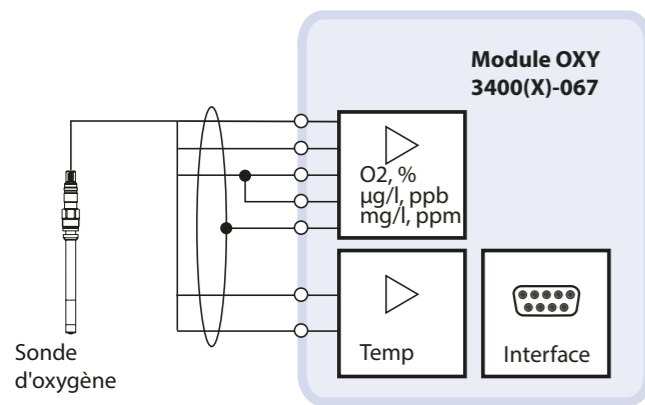 Module OXY
3400(X)-067
O2, %
µg/l, ppb
mg/l, ppm
Temp
Interface
Sonde
d'oxygène